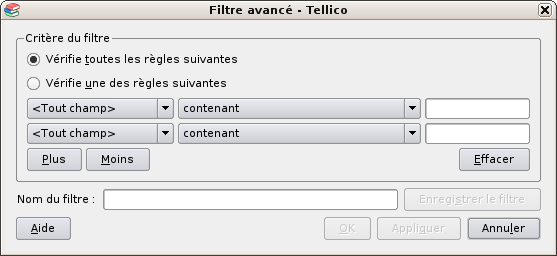 Filtre avancé - Tellico
Critère du filtre
Vérifie toutes les règles suivantes
Vérifie une des règles suivantes
<Tout champ> contenant
<Tout champ> contenant
Plus Moins Effacer
Nom du filtre : Enregistrer le filtre
Aide OK Appliquer Annuler